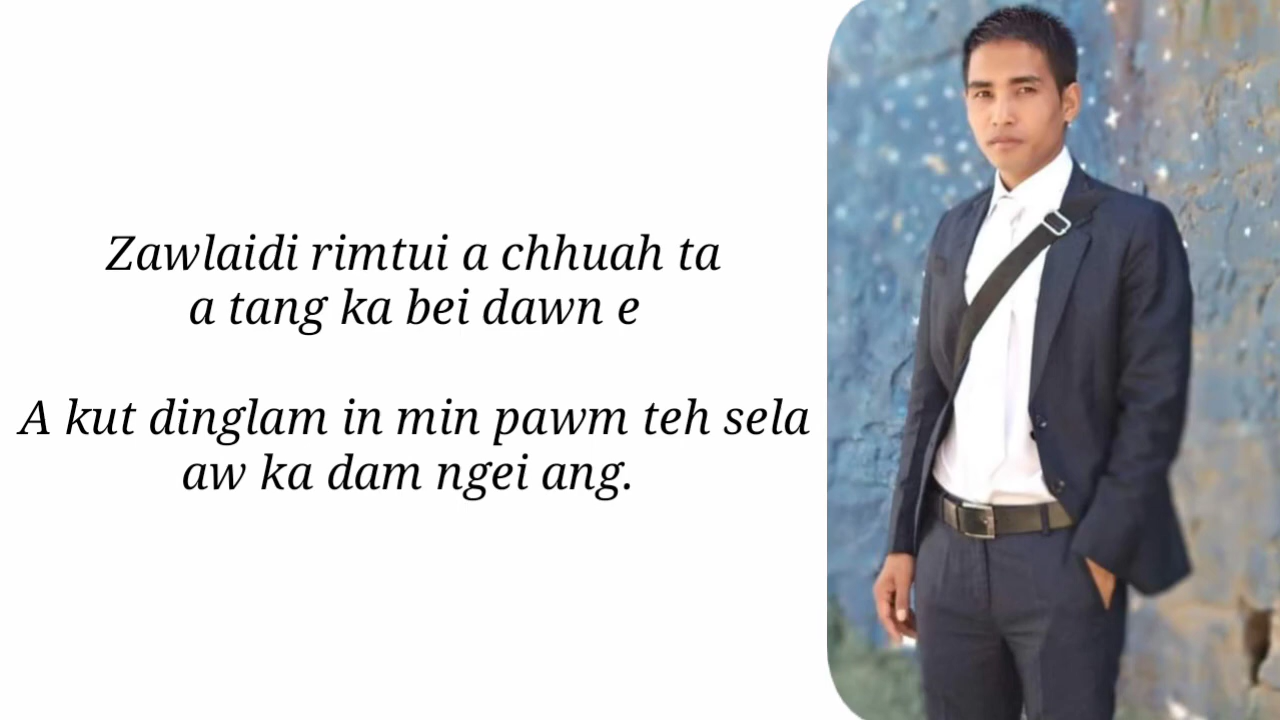 Zawlaidi rimtui a chhuah ta
a tang ka bei dawn e
A kut dinglam in min pawm teh sela
aw ka dam ngei ang.